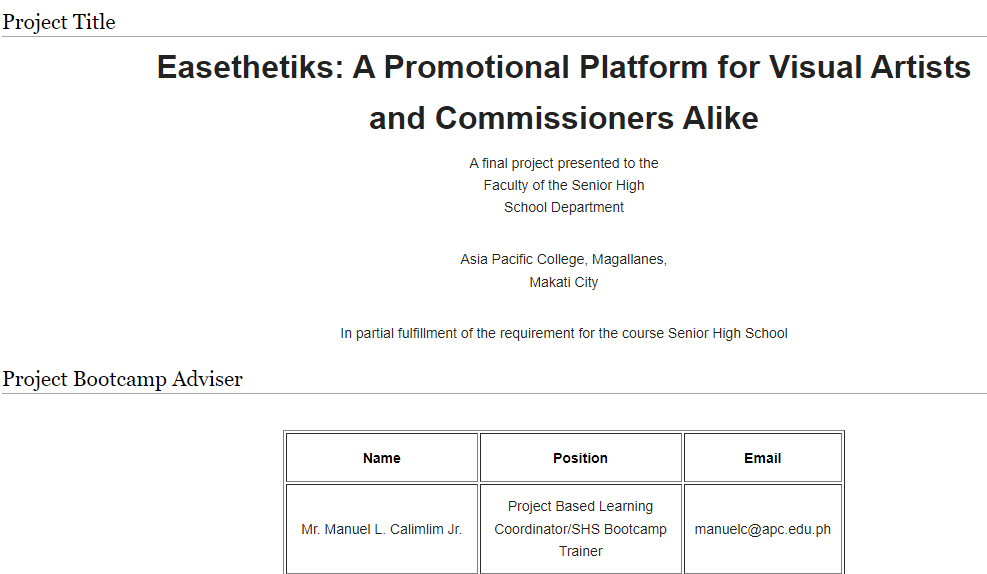 Project Title
Easethetiks: A Promotional Platform for Visual Artists
and Commissioners Alike
A final project presented to the
Faculty of the Senior High
School Department
Asia Pacific College, Magallanes,
Makati City
In partial fulfillment of the requirement for the course Senior High School
Project Bootcamp Adviser
Name
Position
Email
Mr. Manuel L. Calimlim Jr.
Project Based Learning
Coordinator/SHS Bootcamp
Trainer
manuelc@apc.edu.ph